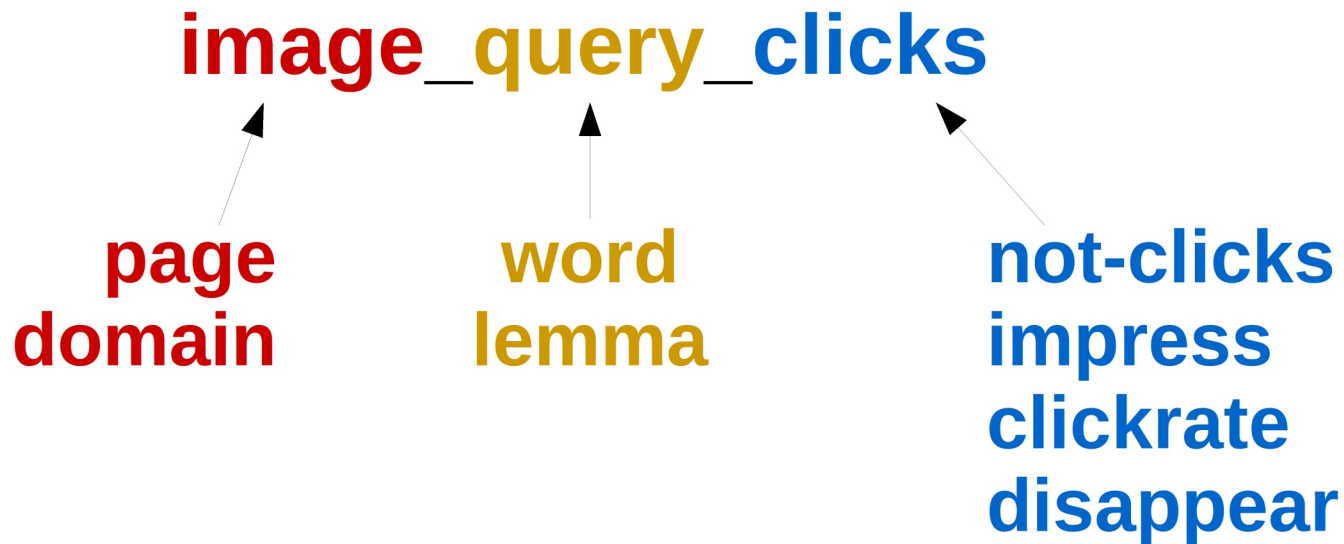 image_query_clicks
page word not-clicks
domain lemma impress
clickrate
disappear